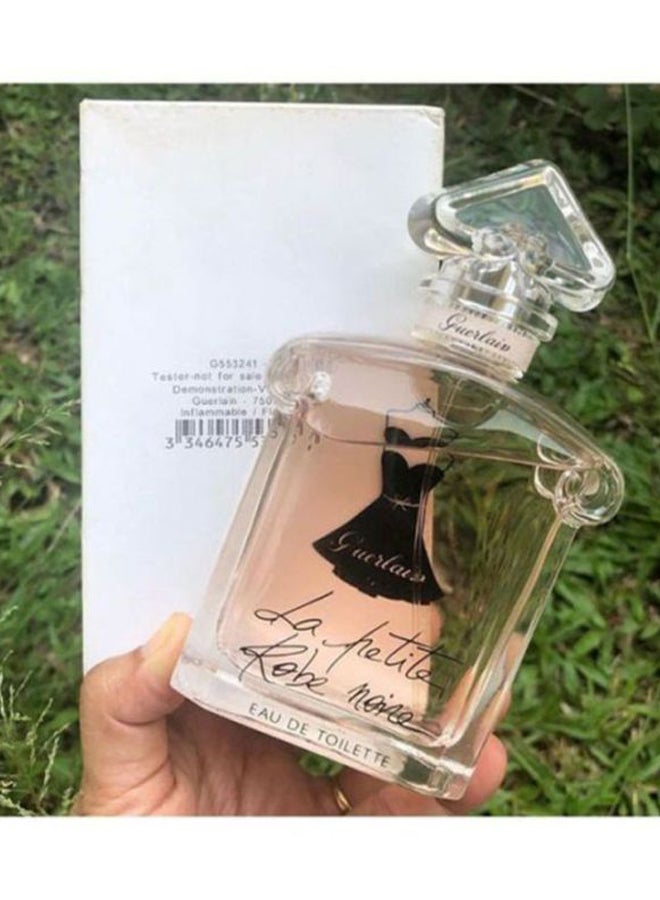 G553241 -
Tester-not for sale
Demonstration-V
Guerlain - 750
Inflammable / Fl
3 346475 5
Guerlain
Guerlain
La petite
Robe noire
EAU DE TOILETTE